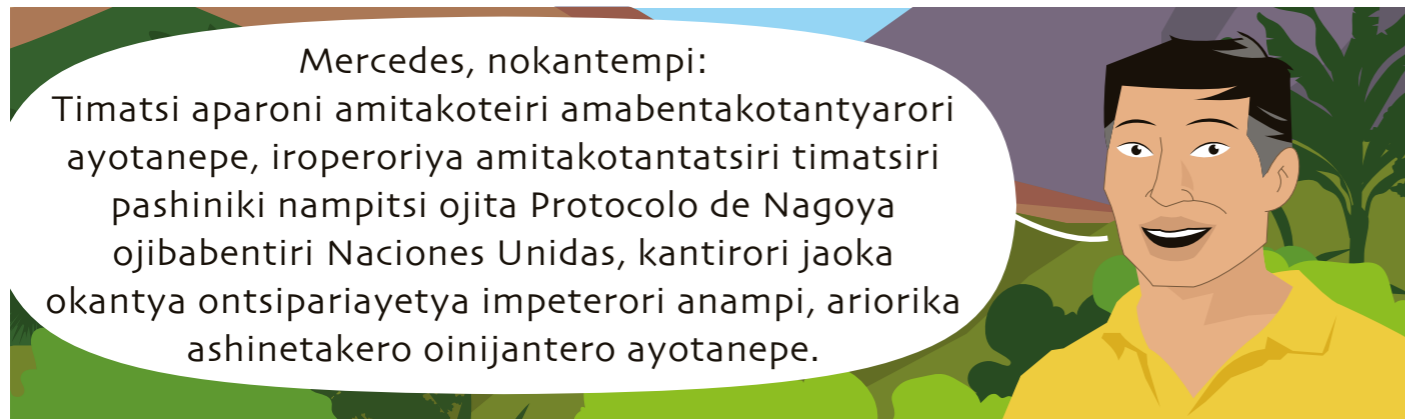 Mercedes, nokantempi:
Timatsi aparoni amitakoteiri amabentakotantyarori
ayotanepe, iroperoriya amitakotantatsiri timatsiri
pashiniki nampitsi ojita Protocolo de Nagoya
ojibabentiri Naciones Unidas, kantirori jaoka
okantya ontsipariayetya impeterori anampi, ariorika
ashinetakero oinijantero ayotanepe.